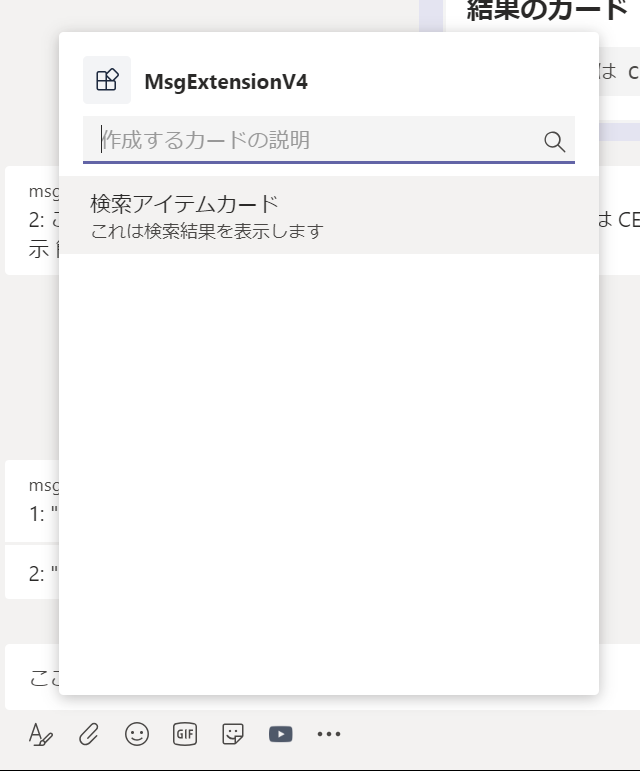 結果のカード
は C
MsgExtensionV4
作成するカードの説明
msg
検索アイテムカード
2: こ
は CE
これは検索結果を表示します
示
msg
1: "
2: "
ここ
GIF